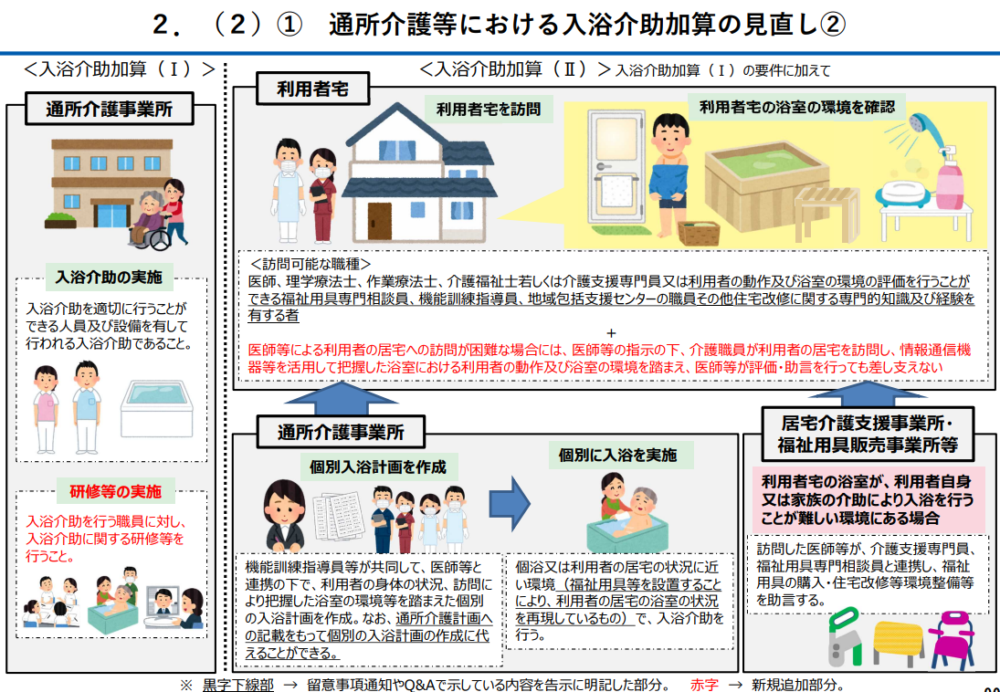 ２．（２）① 通所介護等における入浴介助加算の見直し②
＜入浴介助加算（Ⅰ）＞
通所介護事業所
入浴介助の実施
入浴介助を適切に行うことが
できる人員及び設備を有して
行われる入浴介助であること。
研修等の実施
入浴介助を行う職員に対し、
入浴介助に関する研修等を
行うこと。
＜入浴介助加算（Ⅱ）＞入浴介助加算（Ⅰ）の要件に加えて
利用者宅
利用者宅を訪問
利用者宅の浴室の環境を確認
＜訪問可能な職種＞
医師、理学療法士、作業療法士、介護福祉士若しくは介護支援専門員又は利用者の動作及び浴室の環境の評価を行うことが
できる福祉用具専門相談員、機能訓練指導員、地域包括支援センターの職員その他住宅改修に関する専門的知識及び経験を
有する者
＋
医師等による利用者の居宅への訪問が困難な場合には、医師等の指示の下、介護職員が利用者の居宅を訪問し、情報通信機
器等を活用して把握した浴室における利用者の動作及び浴室の環境を踏まえ、医師等が評価・助言を行っても差し支えない
通所介護事業所
個別入浴計画を作成
機能訓練指導員等が共同して、医師等と
連携の下で、利用者の身体の状況、訪問に
より把握した浴室の環境等を踏まえた個別
の入浴計画を作成。なお、通所介護計画へ
の記載をもって個別の入浴計画の作成に代
えることができる。
個別に入浴を実施
個浴又は利用者の居宅の状況に近
い環境（福祉用具等を設置すること
により、利用者の居宅の浴室の状況
を再現しているもの）で、入浴介助を
行う。
居宅介護支援事業所・
福祉用具販売事業所等
利用者宅の浴室が、利用者自身
又は家族の介助により入浴を行う
ことが難しい環境にある場合
訪問した医師等が、介護支援専門員、
福祉用具専門相談員と連携し、福祉
用具の購入・住宅改修等環境整備等
を助言する。
※ 黒字下線部 → 留意事項通知やQ&Aで示している内容を告示に明記した部分。 赤字 → 新規追加部分。